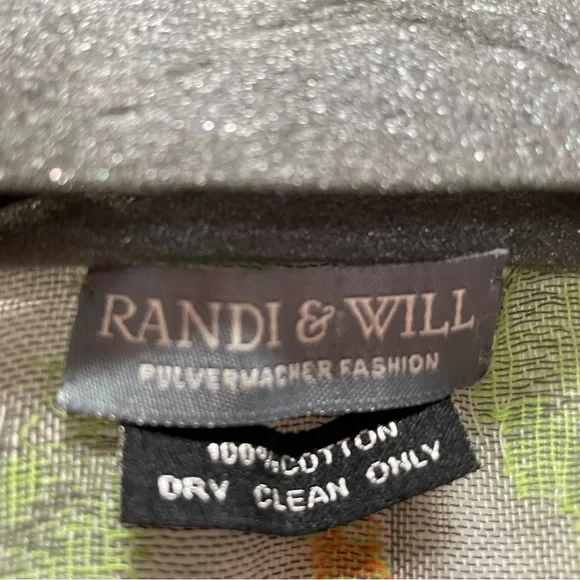 RANDI & WILL
PULVERMACHER FASHION
100% COTTON
DRY CLEAN ONLY